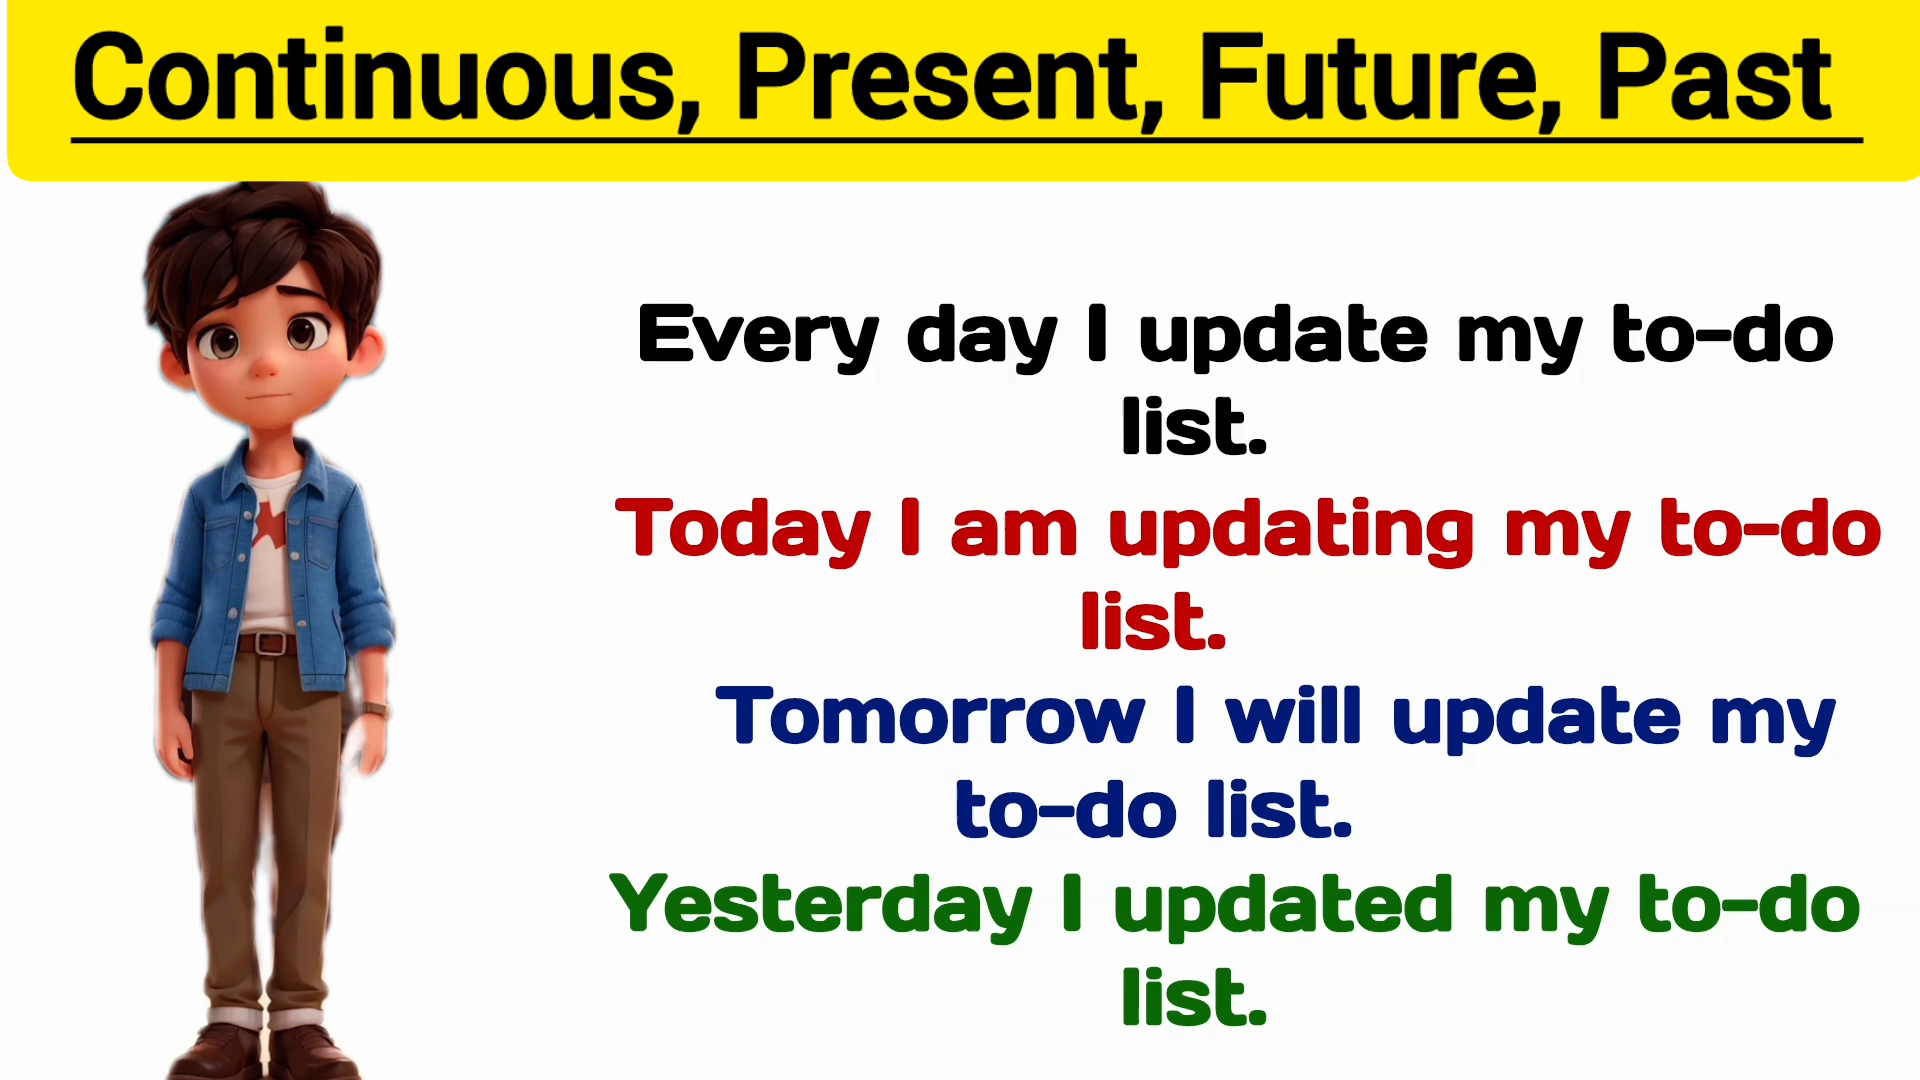 Continuous, Present, Future, Past
Every day I update my to-do
list.
Today I am updating my to-do
list.
Tomorrow I will update my
to-do list.
Yesterday I updated my to-do
list.